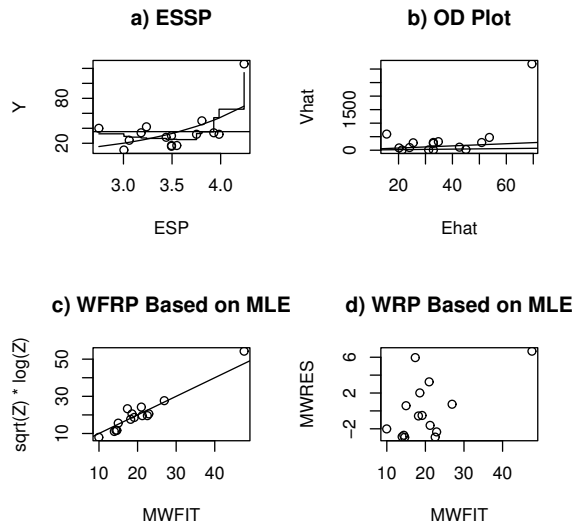 a) ESSP
Y
20
80
3.0
3.5
4.0
ESP
b) OD Plot
Vhat
0
1500
20
40
60
Ehat
c) WFRP Based on MLE
sqrt(Z) * log(Z)
10
30
50
10
20
30
40
MWFIT
d) WRP Based on MLE
MWRES
−2
2
6
10
20
30
40
MWFIT